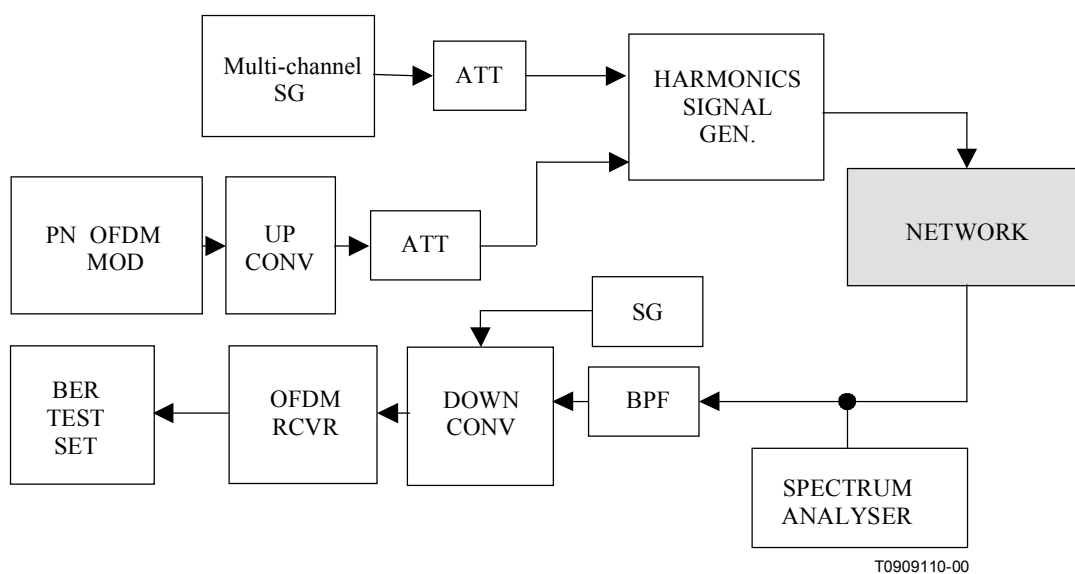 Multi-channel
SG
ATT
HARMONICS
SIGNAL
GEN.
PN OFDM
MOD
UP
CONV
ATT
NETWORK
SG
BER
TEST
SET
OFDM
RCVR
DOWN
CONV
BPF
SPECTRUM
ANALYSER
T0909110-00